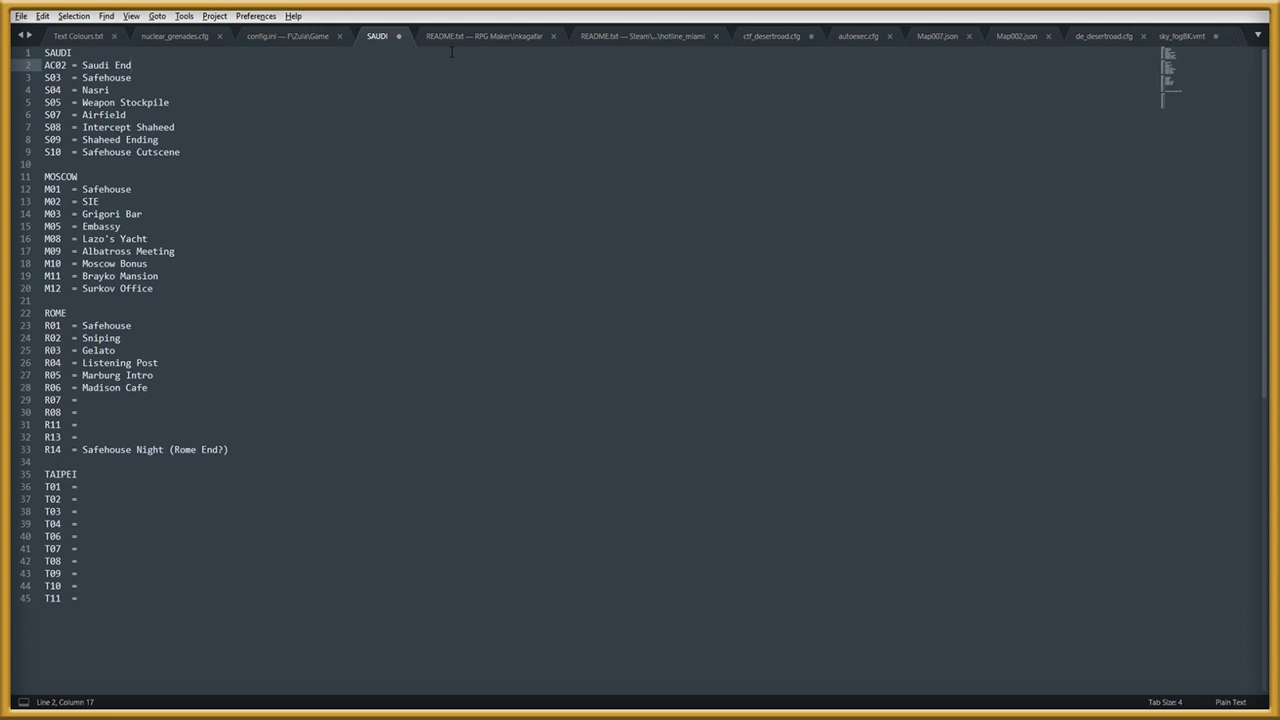 File Edit Selection Find View Goto Tools Project Preferences Help
Text Colours.txt nuclear_grenades.cfg config.ini — F\Zula\Game SAUDI README.txt — RPG Maker\Inkagafar README.txt — Steam\...\hotline_miami ctf_desertroad.cfg autoexec.cfg Map007.json Map002.json de_desertroad.cfg sky_fogBK.vmt
1 SAUDI
2 AC02 = Saudi End
3 S03 = Safehouse
4 S04 = Nasri
5 S05 = Weapon Stockpile
6 S07 = Airfield
7 S08 = Intercept Shaheed
8 S09 = Shaheed Ending
9 S10 = Safehouse Cutscene
10
11 MOSCOW
12 M01 = Safehouse
13 M02 = SIE
14 M03 = Grigori Bar
15 M05 = Embassy
16 M08 = Lazo's Yacht
17 M09 = Albatross Meeting
18 M10 = Moscow Bonus
19 M11 = Brayko Mansion
20 M12 = Surkov Office
21
22 ROME
23 R01 = Safehouse
24 R02 = Sniping
25 R03 = Gelato
26 R04 = Listening Post
27 R05 = Marburg Intro
28 R06 = Madison Cafe
29 R07 =
30 R08 =
31 R11 =
32 R13 =
33 R14 = Safehouse Night (Rome End?)
34
35 TAIPEI
36 T01 =
37 T02 =
38 T03 =
39 T04 =
40 T06 =
41 T07 =
42 T08 =
43 T09 =
44 T10 =
45 T11 =
Line 2, Column 17 Tab Size: 4 Plain Text